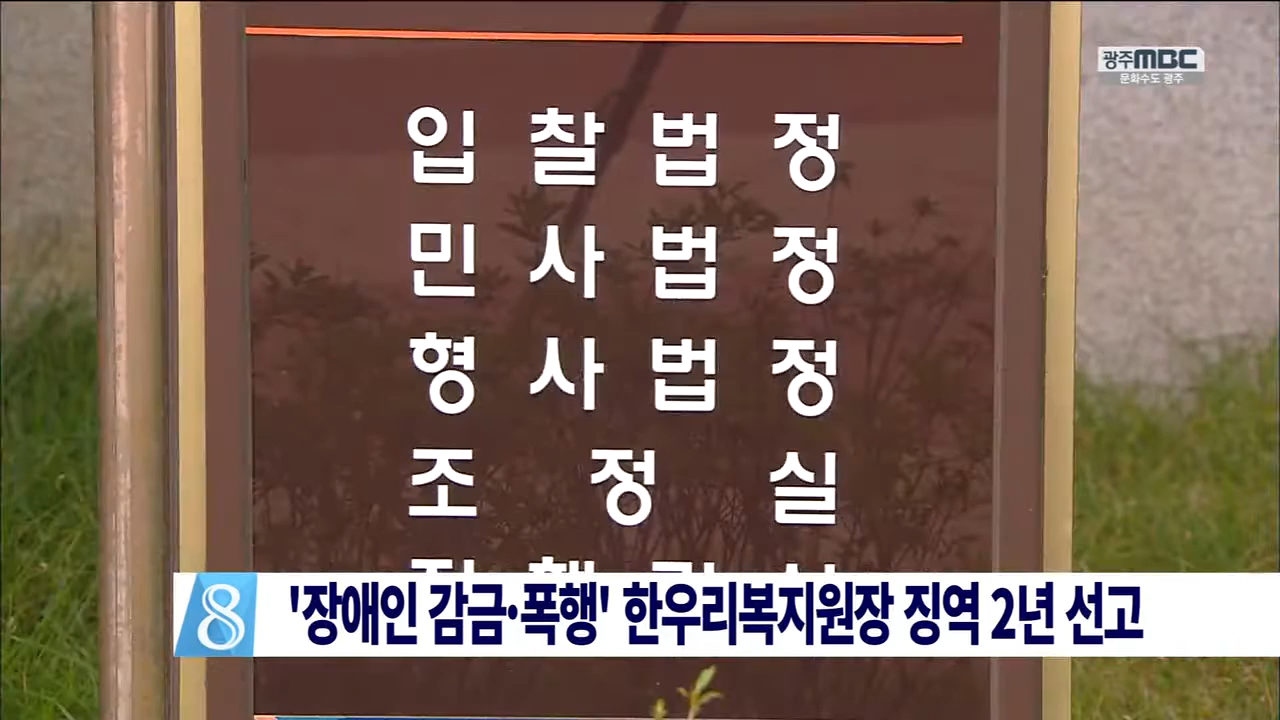 광주MBC
문화수도 광주
입찰법정
민사법정
형사법정
조정실
8 '장애인 감금·폭행' 한우리복지원장 징역 2년 선고